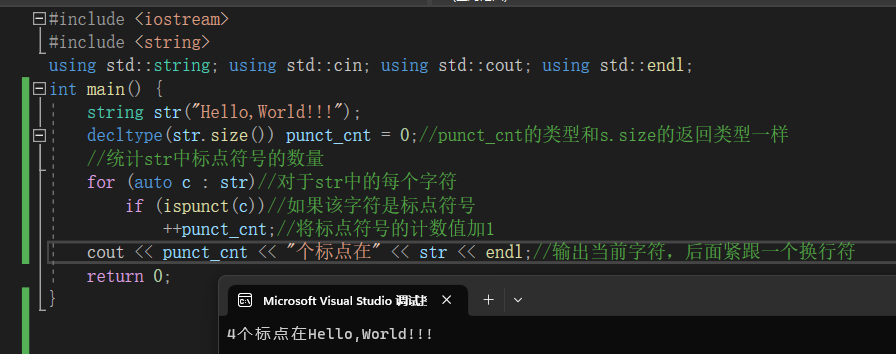 #include <iostream>
#include <string>
using std::string; using std::cin; using std::cout; using std::endl;
int main() {
string str("Hello,World!!!");
decltype(str.size()) punct_cnt = 0;//punct_cnt的类型和s.size的返回类型一样
//统计str中标点符号的数量
for (auto c : str)//对于str中的每个字符
if (ispunct(c))//如果该字符是标点符号
++punct_cnt;//将标点符号的计数值加1
cout << punct_cnt << "个标点在" << str << endl;//输出当前字符，后面紧跟一个换行符
return 0;
}
Microsoft Visual Studio 调试
4个标点在Hello,World!!!